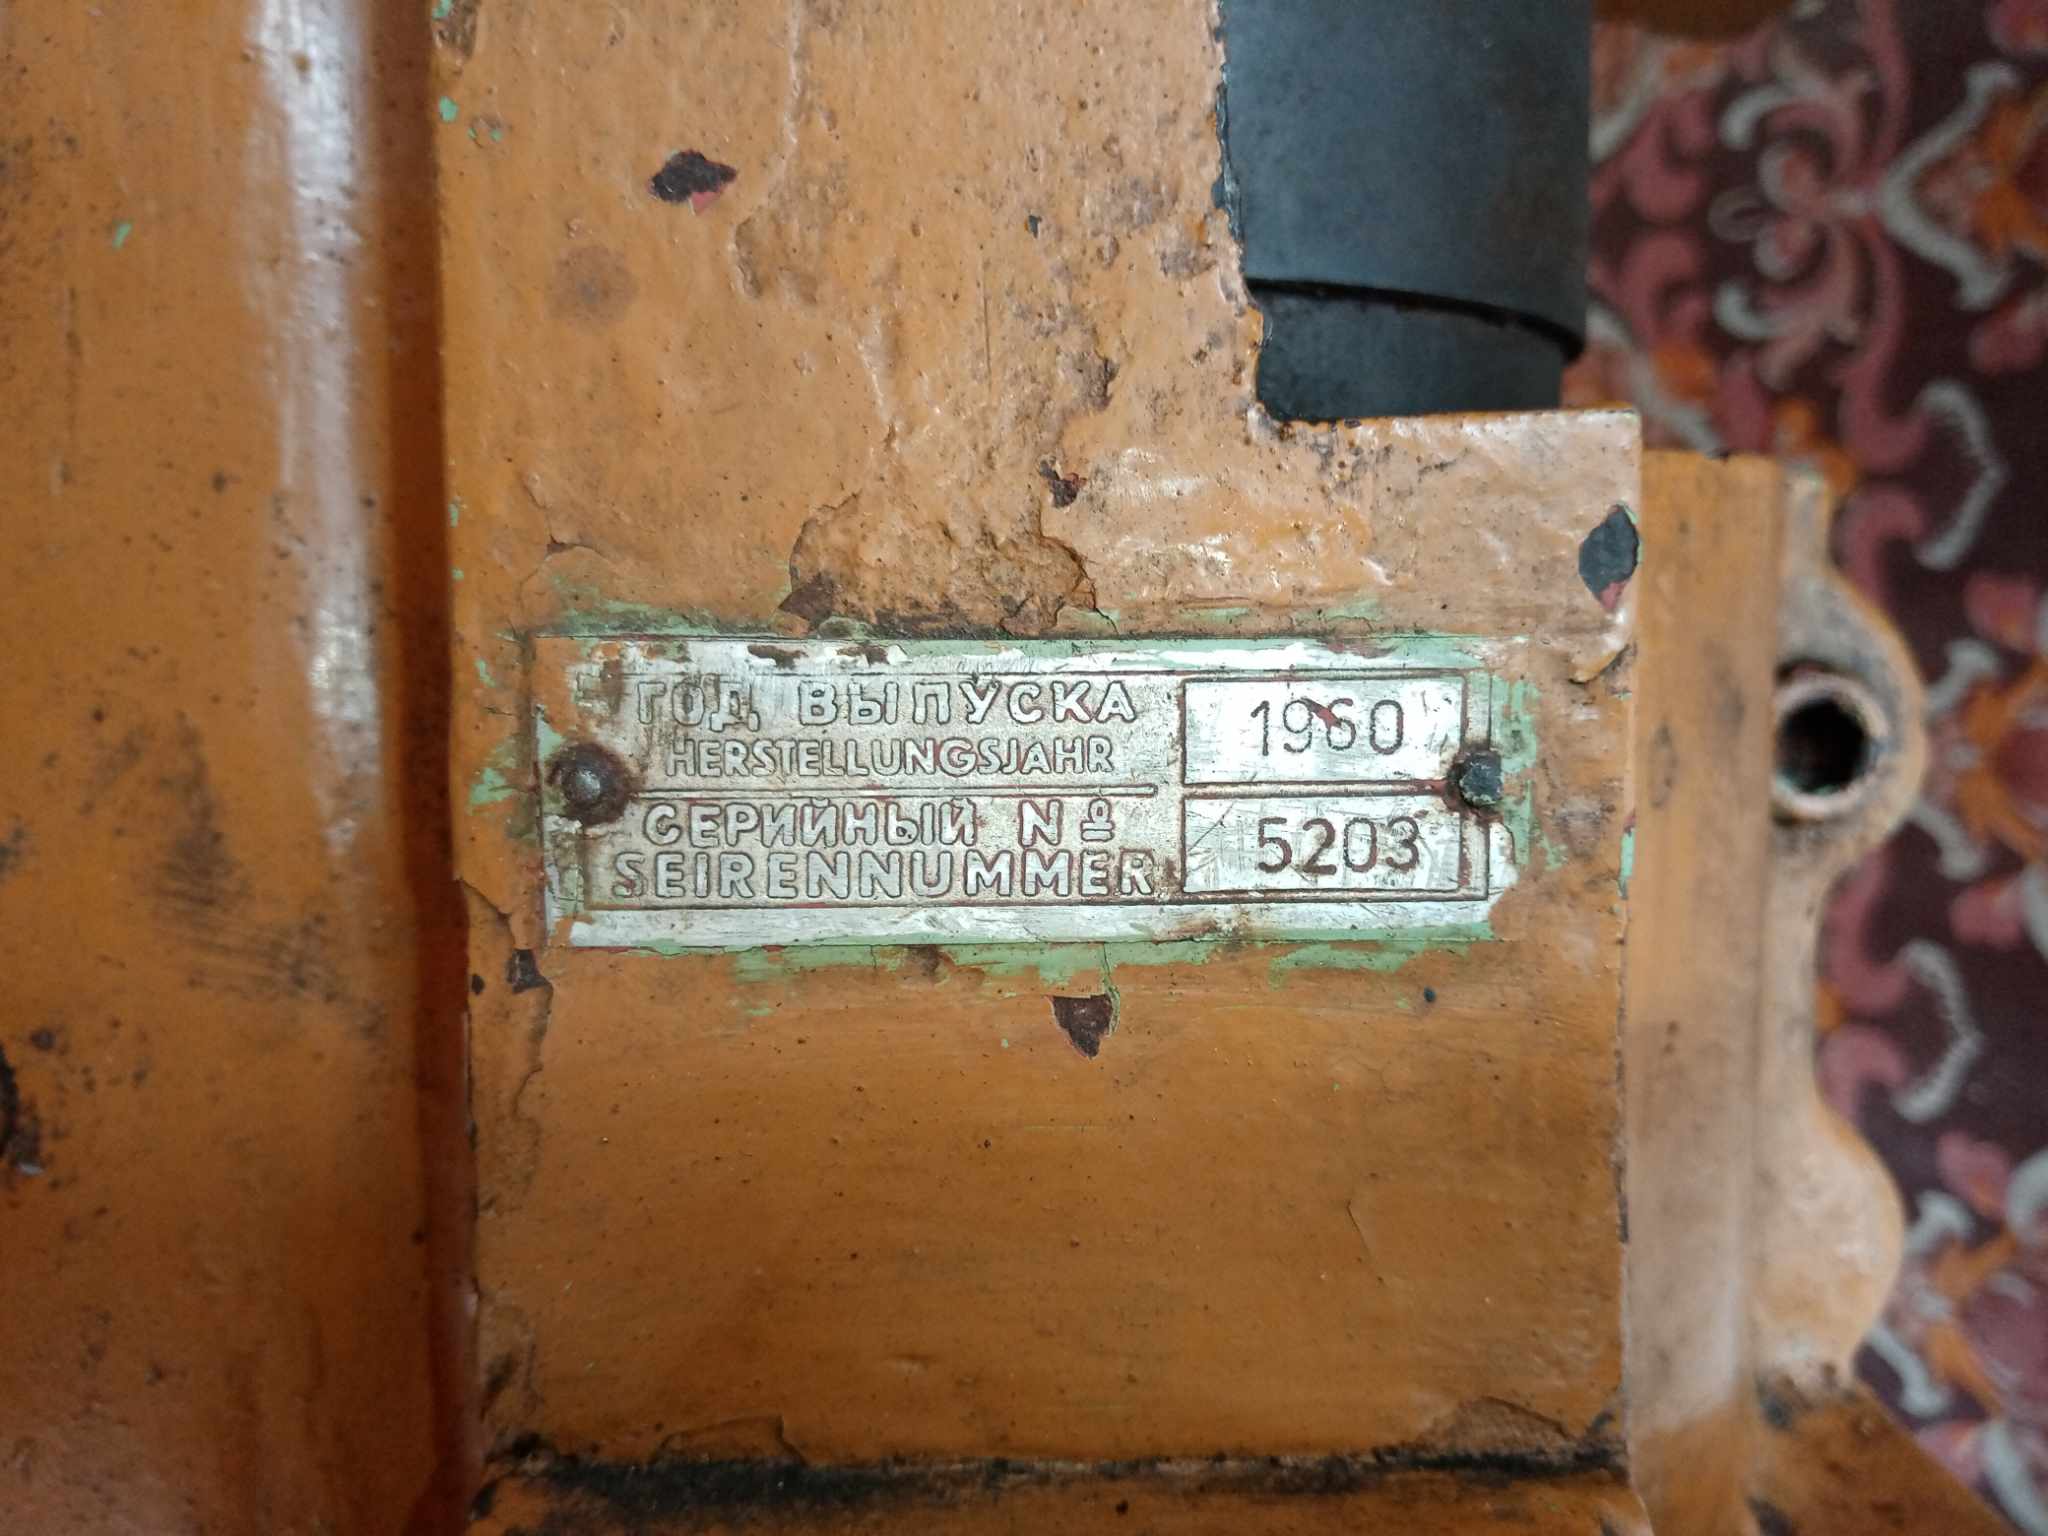 ГОД ВЫПУСКА 1960
HERSTELLUNGSJAHR
СЕРИЙНЫЙ № 5203
SEIRENNUMMER